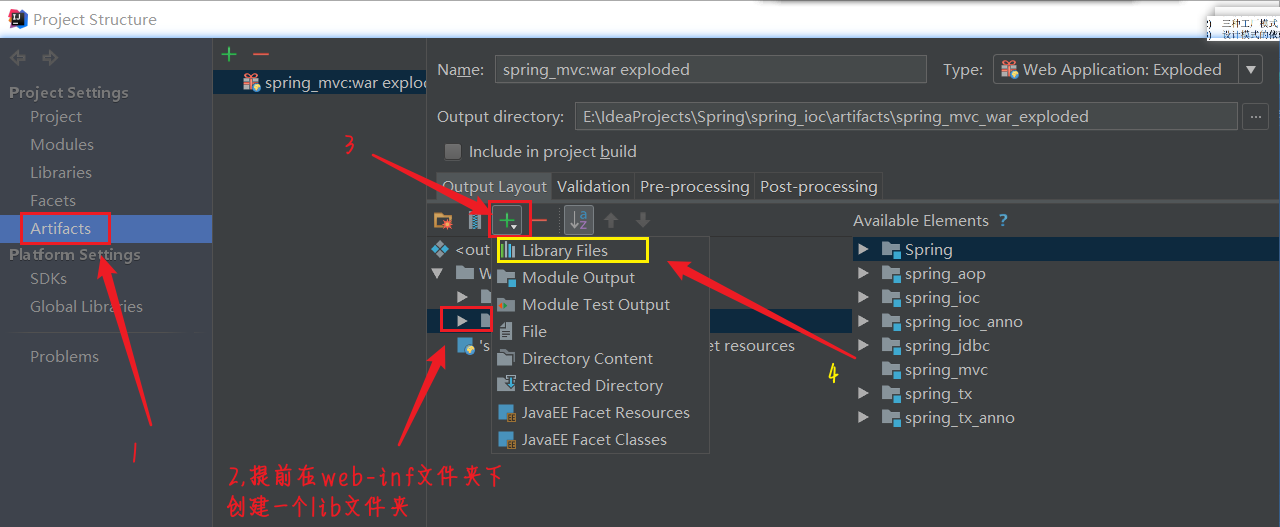 Project Structure
三种工厂模式
设计模式的依
Project Settings
Project
Modules
Libraries
Facets
Artifacts
Platform Settings
SDKs
Global Libraries
Problems
spring_mvc:war explod
Name: spring_mvc:war exploded Type: Web Application: Exploded
Output directory: E:\IdeaProjects\Spring\spring_ioc\artifacts\spring_mvc_war_exploded ...
Include in project build
3
Output Layout Validation Pre-processing Post-processing
Available Elements ?
<out
W
's
et resources
Library Files
Module Output
Module Test Output
File
Directory Content
Extracted Directory
JavaEE Facet Resources
JavaEE Facet Classes
Spring
spring_aop
spring_ioc
spring_ioc_anno
spring_jdbc
spring_mvc
spring_tx
spring_tx_anno
4
1
2,提前在web-inf文件夹下
创建一个lib文件夹